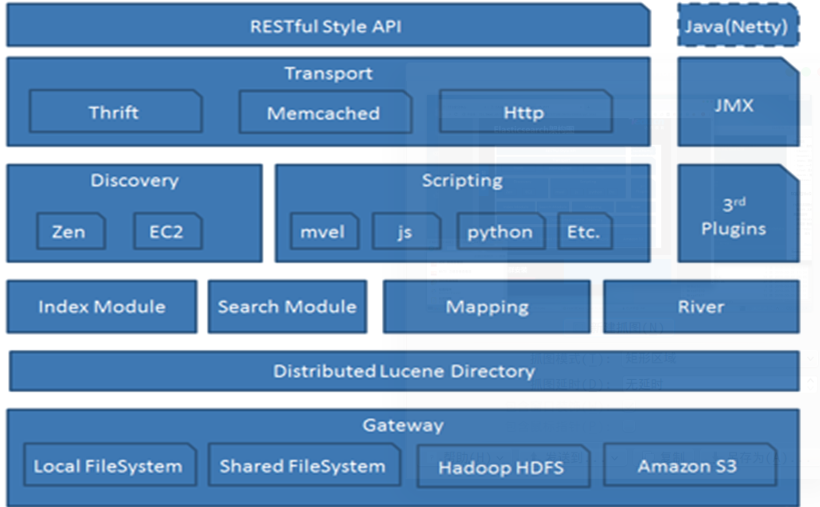 RESTful Style API
Java(Netty)
Transport
Thrift
Memcached
Http
JMX
Discovery
Zen
EC2
Scripting
mvel
js
python
Etc.
3rd
Plugins
Index Module
Search Module
Mapping
River
Distributed Lucene Directory
Gateway
Local FileSystem
Shared FileSystem
Hadoop HDFS
Amazon S3